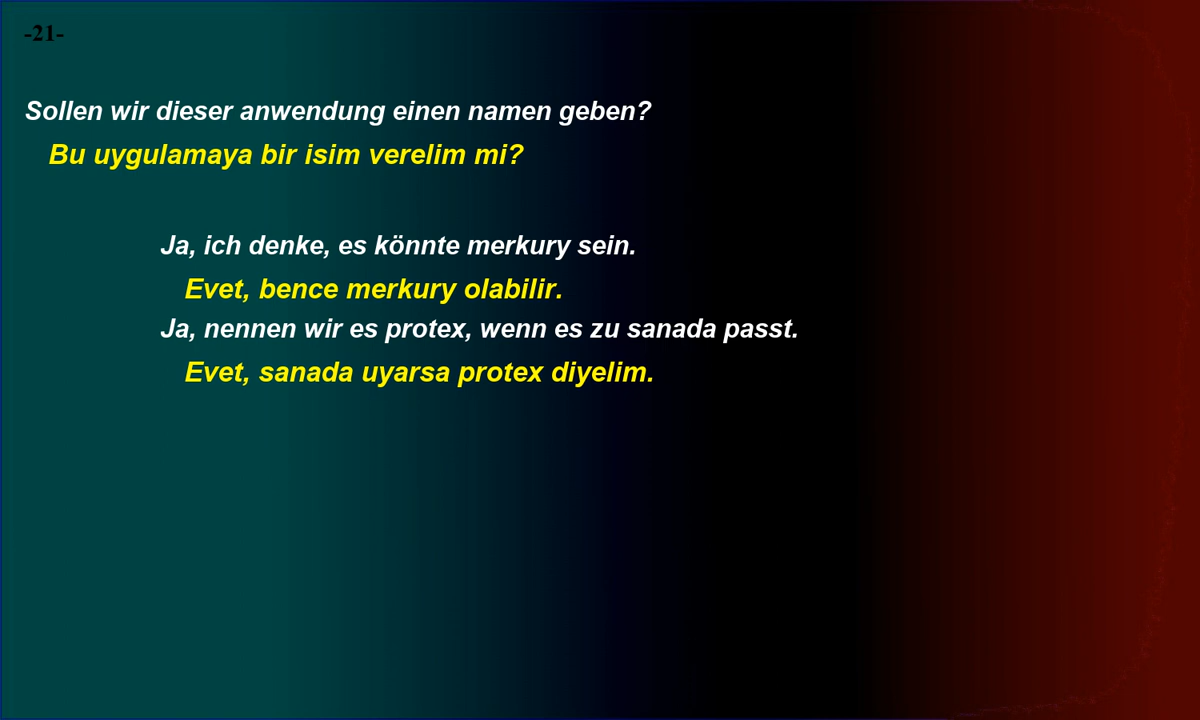 -21-
Sollen wir dieser anwendung einen namen geben?
Bu uygulamaya bir isim verelim mi?
Ja, ich denke, es könnte merkury sein.
Evet, bence merkury olabilir.
Ja, nennen wir es protex, wenn es zu sanada passt.
Evet, sanada uyarsa protex diyelim.